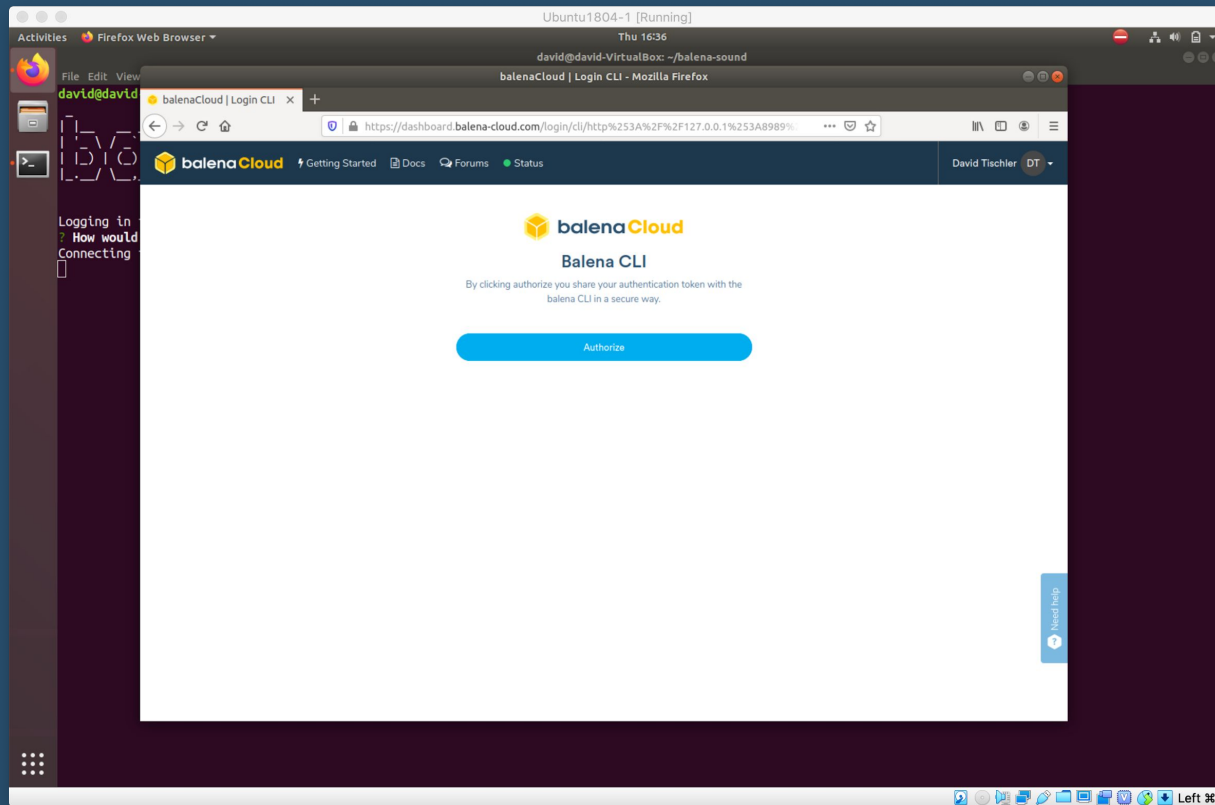 Ubuntu1804-1 [Running]
Activities Firefox Web Browser Thu 16:36
david@david-VirtualBox: ~/balena-sound
File Edit View
balenaCloud | Login CLI - Mozilla Firefox
david@david
balenaCloud | Login CLI
https://dashboard.balena-cloud.com/login/cli/http%253A%2F%2F127.0.0.1%253A8989%
balenaCloud Getting Started Docs Forums Status David Tischler DT
Logging in
? How would
Connecting
balenaCloud
Balena CLI
By clicking authorize you share your authentication token with the
balena CLI in a secure way.
Authorize
Need help
Left ⌘